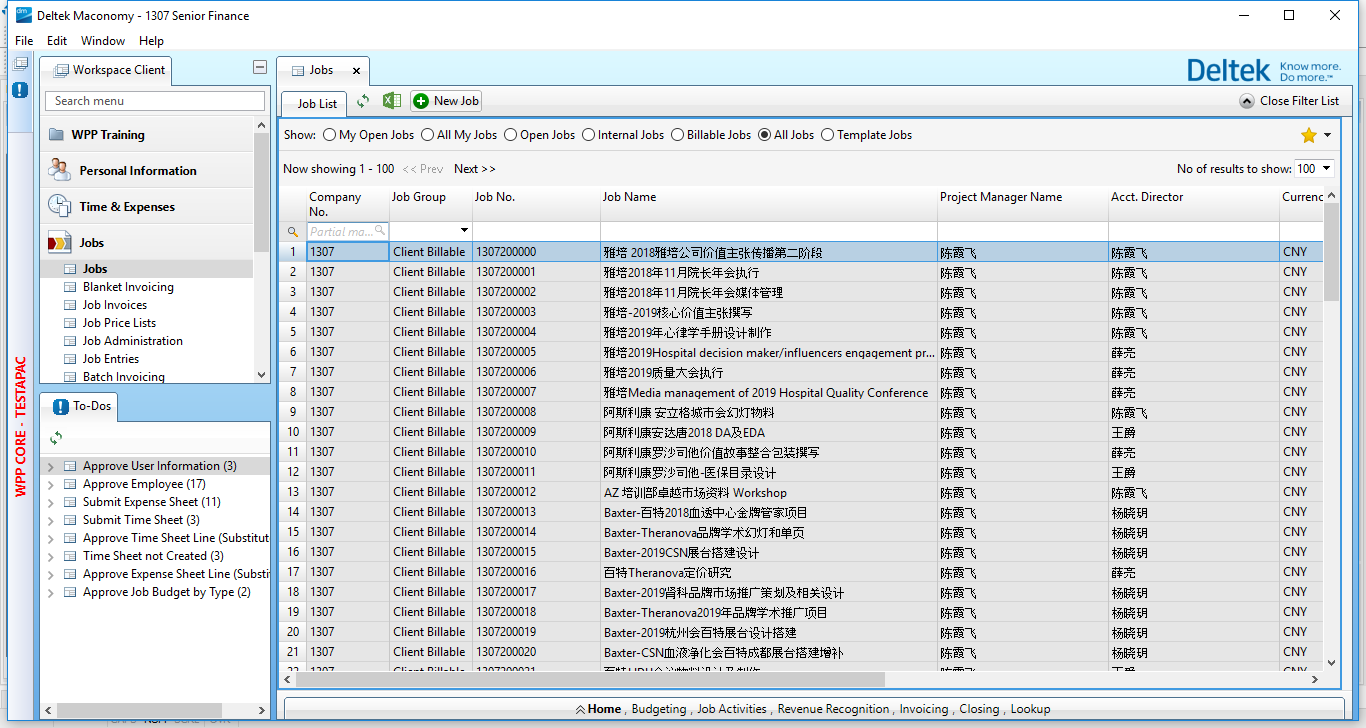 Deltek Maconomy - 1307 Senior Finance
File Edit Window Help
Workspace Client
Search menu
WPP Training
Personal Information
Time & Expenses
Jobs
Jobs
Blanket Invoicing
Job Invoices
Job Price Lists
Job Administration
Job Entries
Batch Invoicing
WPP CORE - TESTAPAC
To-Dos
Approve User Information (3)
Approve Employee (17)
Submit Expense Sheet (11)
Submit Time Sheet (3)
Approve Time Sheet Line (Substitut
Time Sheet not Created (3)
Approve Expense Sheet Line (Substi
Approve Job Budget by Type (2)
Jobs
Deltek Know more. Do more.™
Job List New Job Close Filter List
Show: My Open Jobs All My Jobs Open Jobs Internal Jobs Billable Jobs All Jobs Template Jobs
Now showing 1 - 100 << Prev Next >> No of results to show: 100
Company No. Job Group Job No. Job Name Project Manager Name Acct. Director Currenc
Partial ma...
1 1307 Client Billable 1307200000 雅培 2018雅培公司价值主张传播第二阶段 陈霞飞 陈霞飞 CNY
2 1307 Client Billable 1307200001 雅培2018年11月院长年会执行 陈霞飞 陈霞飞 CNY
3 1307 Client Billable 1307200002 雅培2018年11月院长年会媒体管理 陈霞飞 陈霞飞 CNY
4 1307 Client Billable 1307200003 雅培-2019核心价值主张撰写 陈霞飞 陈霞飞 CNY
5 1307 Client Billable 1307200004 雅培2019年心律学手册设计制作 陈霞飞 陈霞飞 CNY
6 1307 Client Billable 1307200005 雅培2019Hospital decision maker/influencers engagement pr... 陈霞飞 薛亮 CNY
7 1307 Client Billable 1307200006 雅培2019质量大会执行 陈霞飞 薛亮 CNY
8 1307 Client Billable 1307200007 雅培Media management of 2019 Hospital Quality Conference 陈霞飞 薛亮 CNY
9 1307 Client Billable 1307200008 阿斯利康 安立格城市会幻灯物料 陈霞飞 陈霞飞 CNY
10 1307 Client Billable 1307200009 阿斯利康安达唐2018 DA及EDA 陈霞飞 王爵 CNY
11 1307 Client Billable 1307200010 阿斯利康罗沙司他价值故事整合包装撰写 陈霞飞 薛亮 CNY
12 1307 Client Billable 1307200011 阿斯利康罗沙司他-医保目录设计 陈霞飞 王爵 CNY
13 1307 Client Billable 1307200012 AZ 培训部卓越市场资料 Workshop 陈霞飞 陈霞飞 CNY
14 1307 Client Billable 1307200013 Baxter-百特2018血透中心金牌管家项目 陈霞飞 杨晓玥 CNY
15 1307 Client Billable 1307200014 Baxter-Theranova品牌学术幻灯和单页 陈霞飞 杨晓玥 CNY
16 1307 Client Billable 1307200015 Baxter-2019CSN展台搭建设计 陈霞飞 杨晓玥 CNY
17 1307 Client Billable 1307200016 百特Theranova定价研究 陈霞飞 薛亮 CNY
18 1307 Client Billable 1307200017 Baxter-2019肾科品牌市场推广策划及相关设计 陈霞飞 杨晓玥 CNY
19 1307 Client Billable 1307200018 Baxter-Theranova2019年品牌学术推广项目 陈霞飞 杨晓玥 CNY
20 1307 Client Billable 1307200019 Baxter-2019杭州会百特展台设计搭建 陈霞飞 杨晓玥 CNY
21 1307 Client Billable 1307200020 Baxter-CSN血液净化会百特成都展台搭建增补 陈霞飞 杨晓玥 CNY
Home , Budgeting , Job Activities , Revenue Recognition , Invoicing , Closing , Lookup